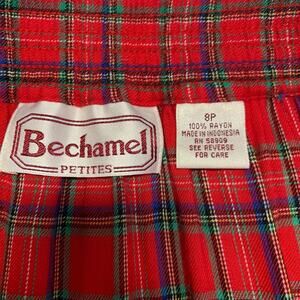 Bechamel
PETITES
8P
100% RAYON
MADE IN INDONESIA
RN 58909
SEE REVERSE
FOR CARE